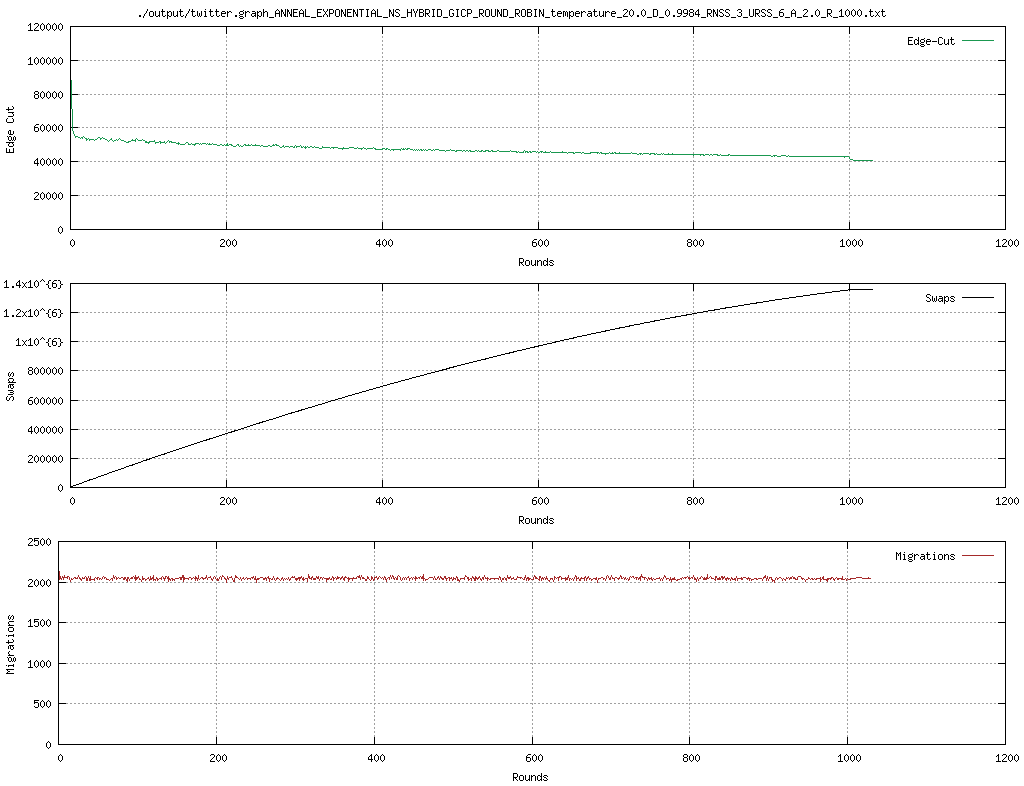 ./output/twitter.graph_ANNEAL_EXPONENTIAL_NS_HYBRID_GICP_ROUND_ROBIN_temperature_20.0_D_0.9984_RNSS_3_URSS_6_A_2.0_R_1000.txt
120000
100000
80000
60000
40000
20000
0
Edge Cut
Edge-Cut
0 200 400 600 800 1000 1200
Rounds
1.4x10^{6}
1.2x10^{6}
1x10^{6}
800000
600000
400000
200000
0
Swaps
Swaps
0 200 400 600 800 1000 1200
Rounds
2500
2000
1500
1000
500
0
Migrations
Migrations
0 200 400 600 800 1000 1200
Rounds